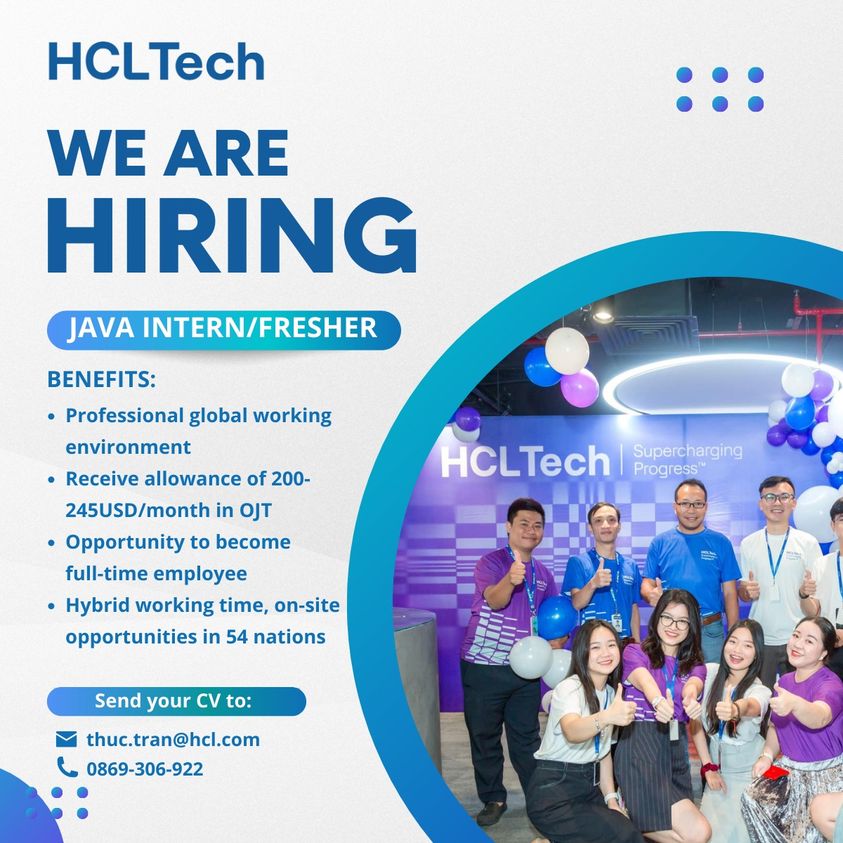 HCLTech
WE ARE
HIRING
JAVA INTERN/FRESHER
BENEFITS:
• Professional global working
environment
• Receive allowance of 200-
245USD/month in OJT
• Opportunity to become
full-time employee
• Hybrid working time, on-site
opportunities in 54 nations
Send your CV to:
thuc.tran@hcl.com
0869-306-922
HCLTech | Supercharging
Progress™